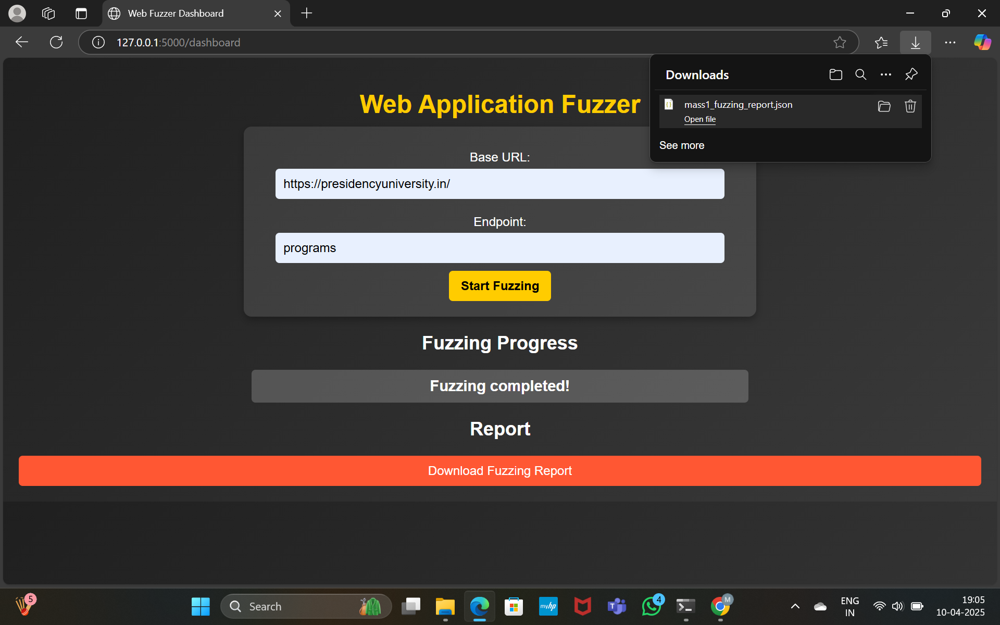 Web Fuzzer Dashboard
127.0.0.1:5000/dashboard
Downloads
mass1_fuzzing_report.json
Open file
See more
Web Application Fuzzer
Base URL:
https://presidencyuniversity.in/
Endpoint:
programs
Start Fuzzing
Fuzzing Progress
Fuzzing completed!
Report
Download Fuzzing Report
5
Search
myhp
T
4
M
ENG
IN
19:05
10-04-2025